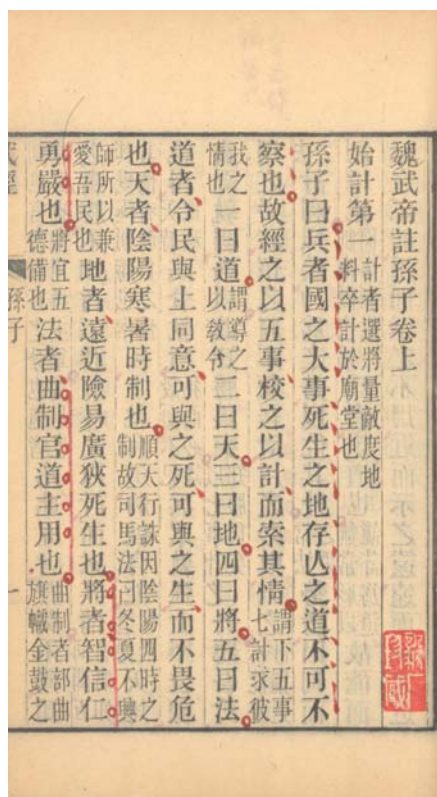 魏武帝註孫子卷上
始計第一計者選將量敵度地料卒計於廟堂也
孫子曰兵者國之大事死生之地存亾之道不可不
察也故經之以五事校之以計而索其情謂下五事七計求彼
我之情也一曰道謂導之以敎令二曰天三曰地四曰將五曰法
道者令民與上同意可與之死可與之生而不畏危
也天者陰陽寒暑時制也順天行誅因陰陽四時之制故司馬法曰冬夏不興
師所以兼愛吾民也地者遠近險易廣狹死生也將者智信仁
勇嚴也將宜五德備也法者曲制官道主用也曲制者部曲旗幟金鼓之
孫子 一